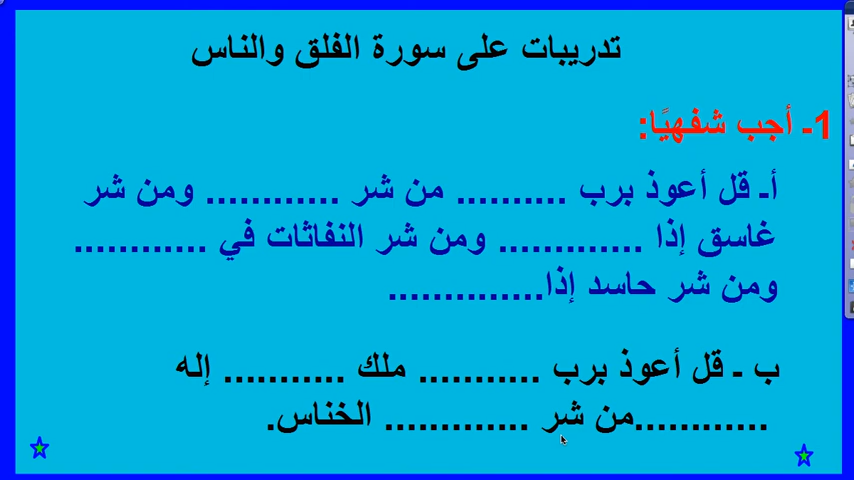 تدريبات على سورة الفلق والناس
1- أجب شفهيًا:
أـ قل أعوذ برب .......... من شر ............ ومن شر
غاسق إذا ............. ومن شر النفاثات في ............
ومن شر حاسد إذا..............
ب ـ قل أعوذ برب ........... ملك ........... إله
............من شر ............. الخناس.